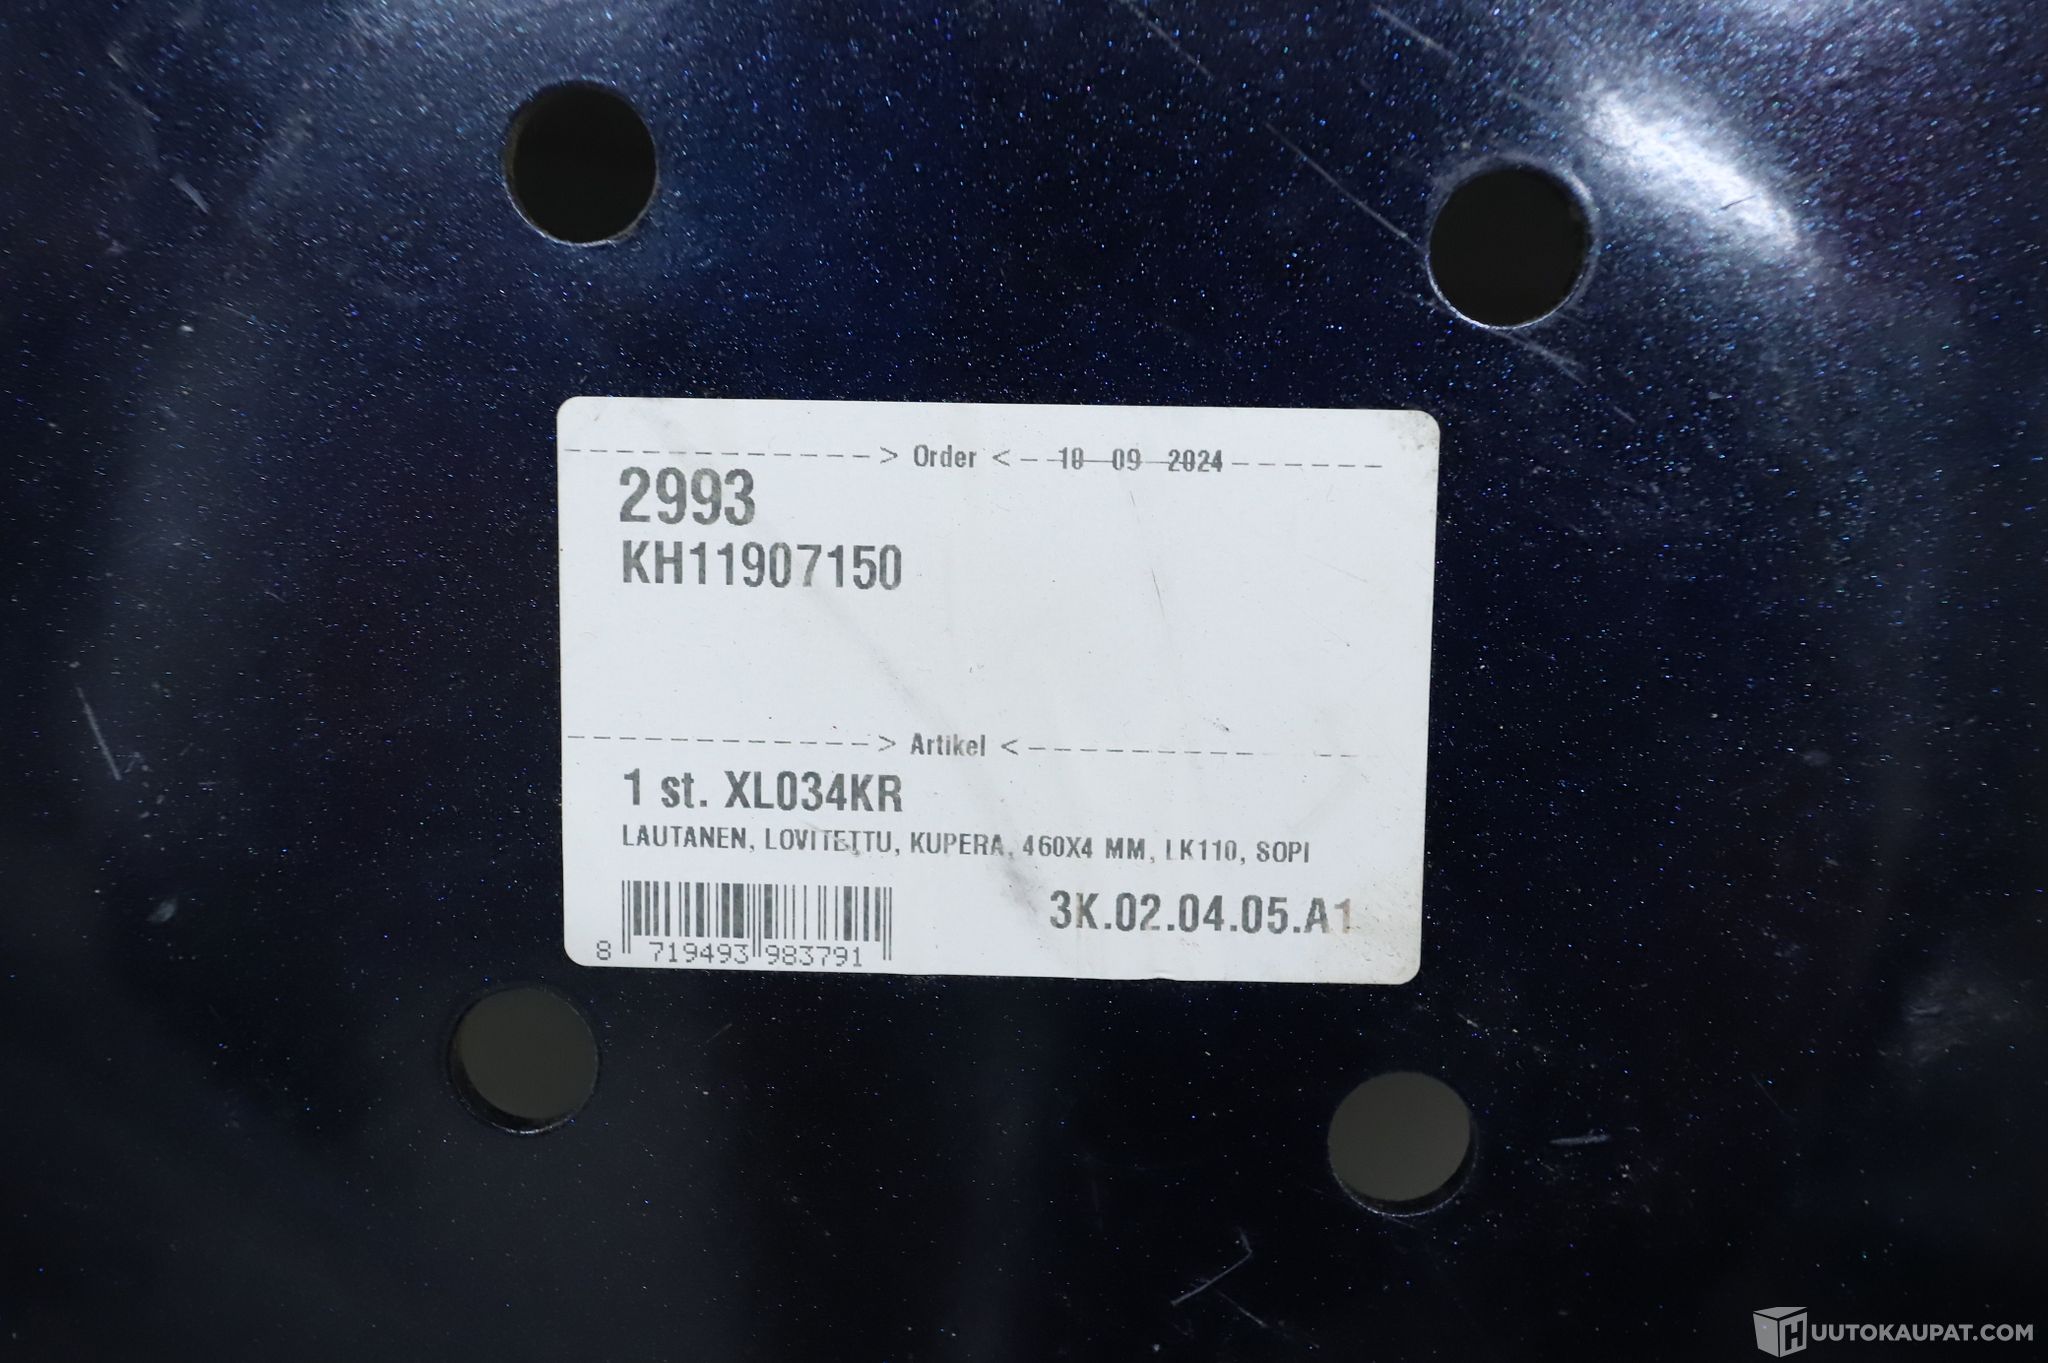 > Order < 18-09-2024
2993
KH11907150
> Artikel <
1 st. XL034KR
LAUTANEN, LOVITETTU, KUPERA, 460X4 MM, LK110, SOPI
3K.02.04.05.A1
8 719493 983791
HUUTOKAUPAT.COM